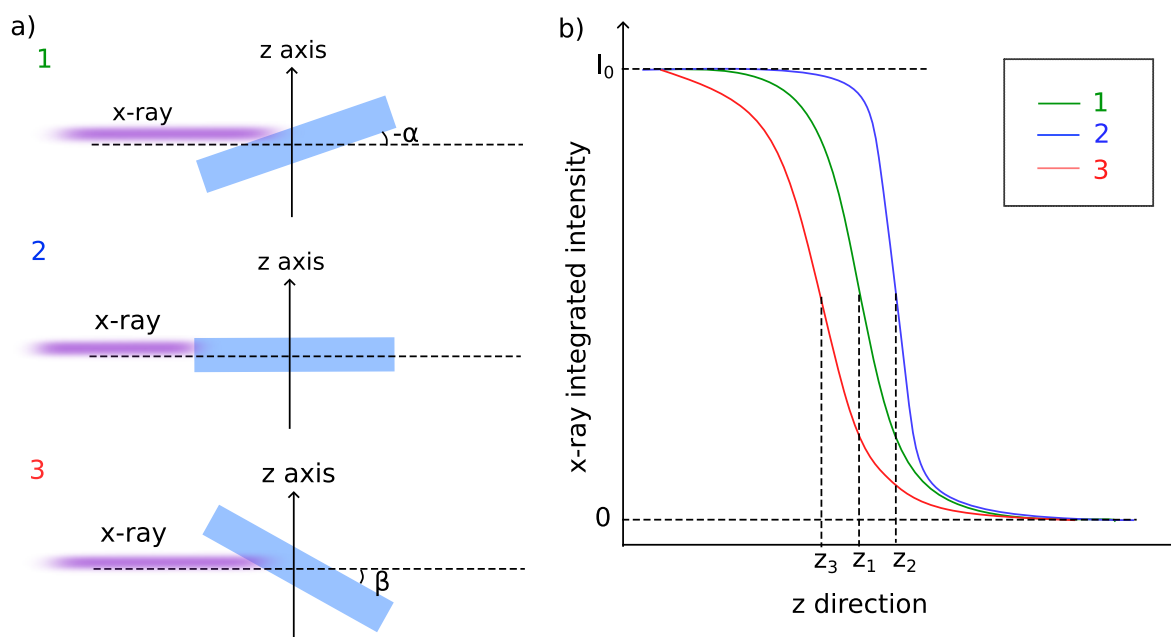 a)
1
z axis
x-ray
-α
2
z axis
x-ray
3
z axis
x-ray
β
b)
I₀
x-ray integrated intensity
0
z₃ z₁ z₂
z direction
1
2
3